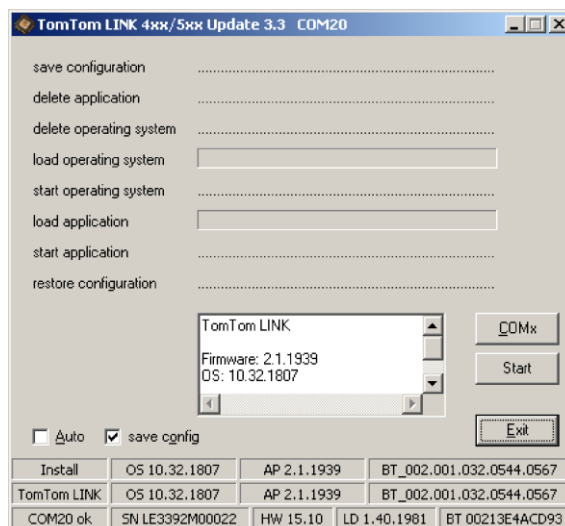 TomTom LINK 4xx/5xx Update 3.3 COM20
save configuration
delete application
delete operating system
load operating system
start operating system
load application
start application
restore configuration
TomTom LINK
Firmware: 2.1.1939
OS: 10.32.1807
COMx
Start
Exit
Auto save config
Install OS 10.32.1807 AP 2.1.1939 BT_002.001.032.0544.0567
TomTom LINK OS 10.32.1807 AP 2.1.1939 BT_002.001.032.0544.0567
COM20 ok SN LE3392M00022 HW 15.10 LD 1.40.1981 BT 00213E4ACD93